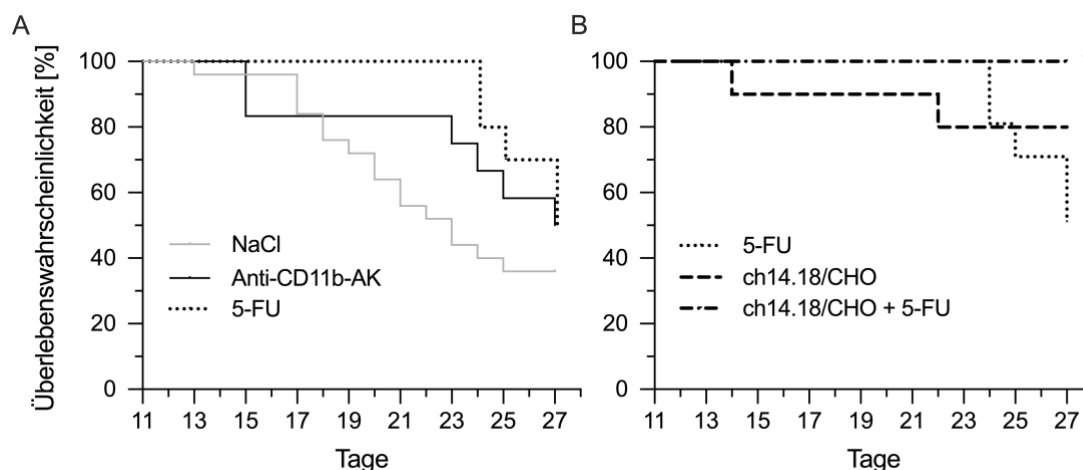 A
B
Überlebenswahrscheinlichkeit [%]
100
80
60
40
20
0
NaCl
Anti-CD11b-AK
5-FU
11 13 15 17 19 21 23 25 27
Tage
100
80
60
40
20
0
5-FU
ch14.18/CHO
ch14.18/CHO + 5-FU
11 13 15 17 19 21 23 25 27
Tage